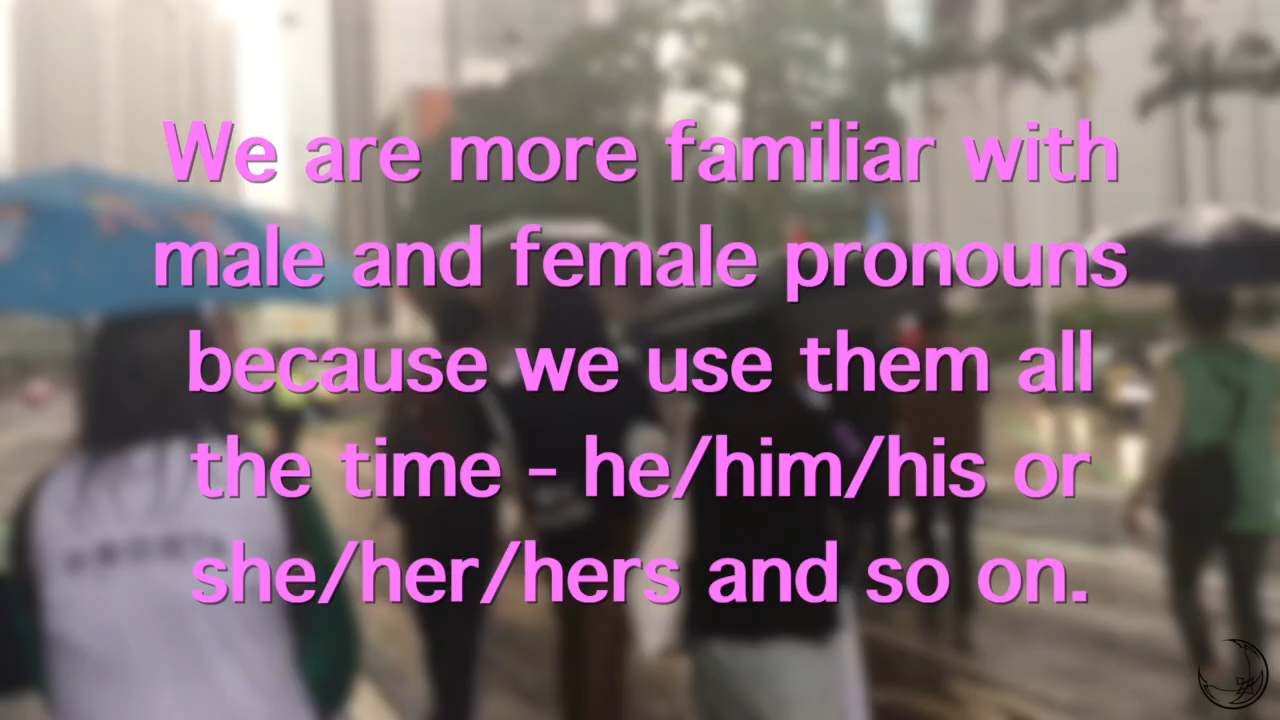 We are more familiar with
male and female pronouns
because we use them all
the time - he/him/his or
she/her/hers and so on.